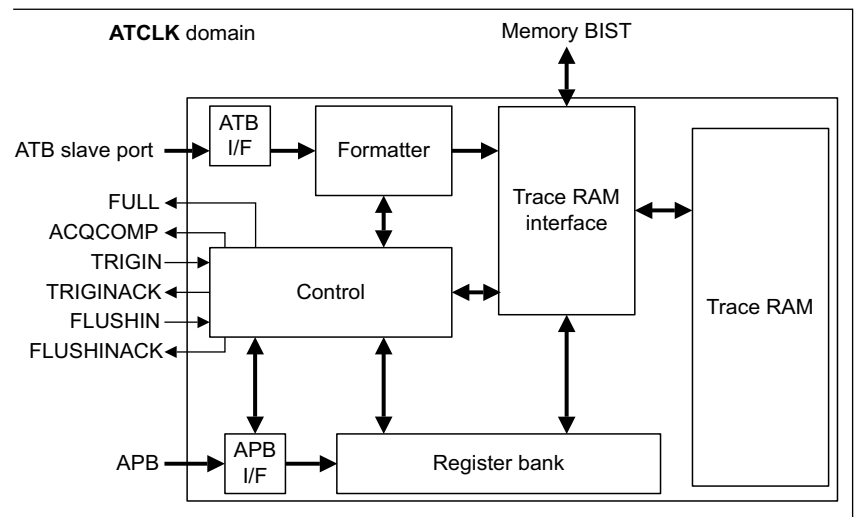 ATCLK domain
Memory BIST
ATB slave port
ATB
I/F
Formatter
Trace RAM
interface
Trace RAM
FULL
ACQCOMP
TRIGIN
TRIGINACK
FLUSHIN
FLUSHINACK
Control
APB
APB
I/F
Register bank